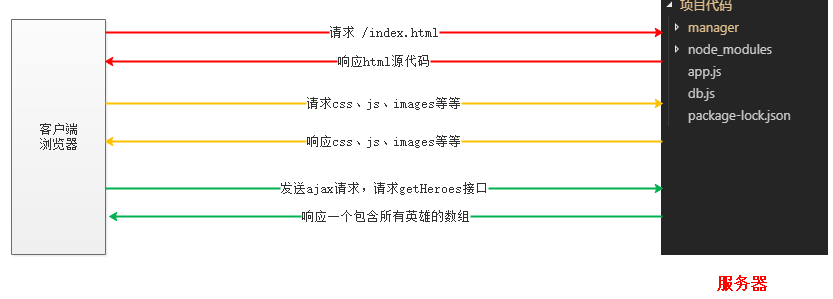 项目代码
请求 /index.html
manager
node_modules
响应html源代码
app.js
db.js
请求css、js、images等等
package-lock.json
客户端
浏览器
响应css、js、images等等
发送ajax请求，请求getHeroes接口
响应一个包含所有英雄的数组
服务器